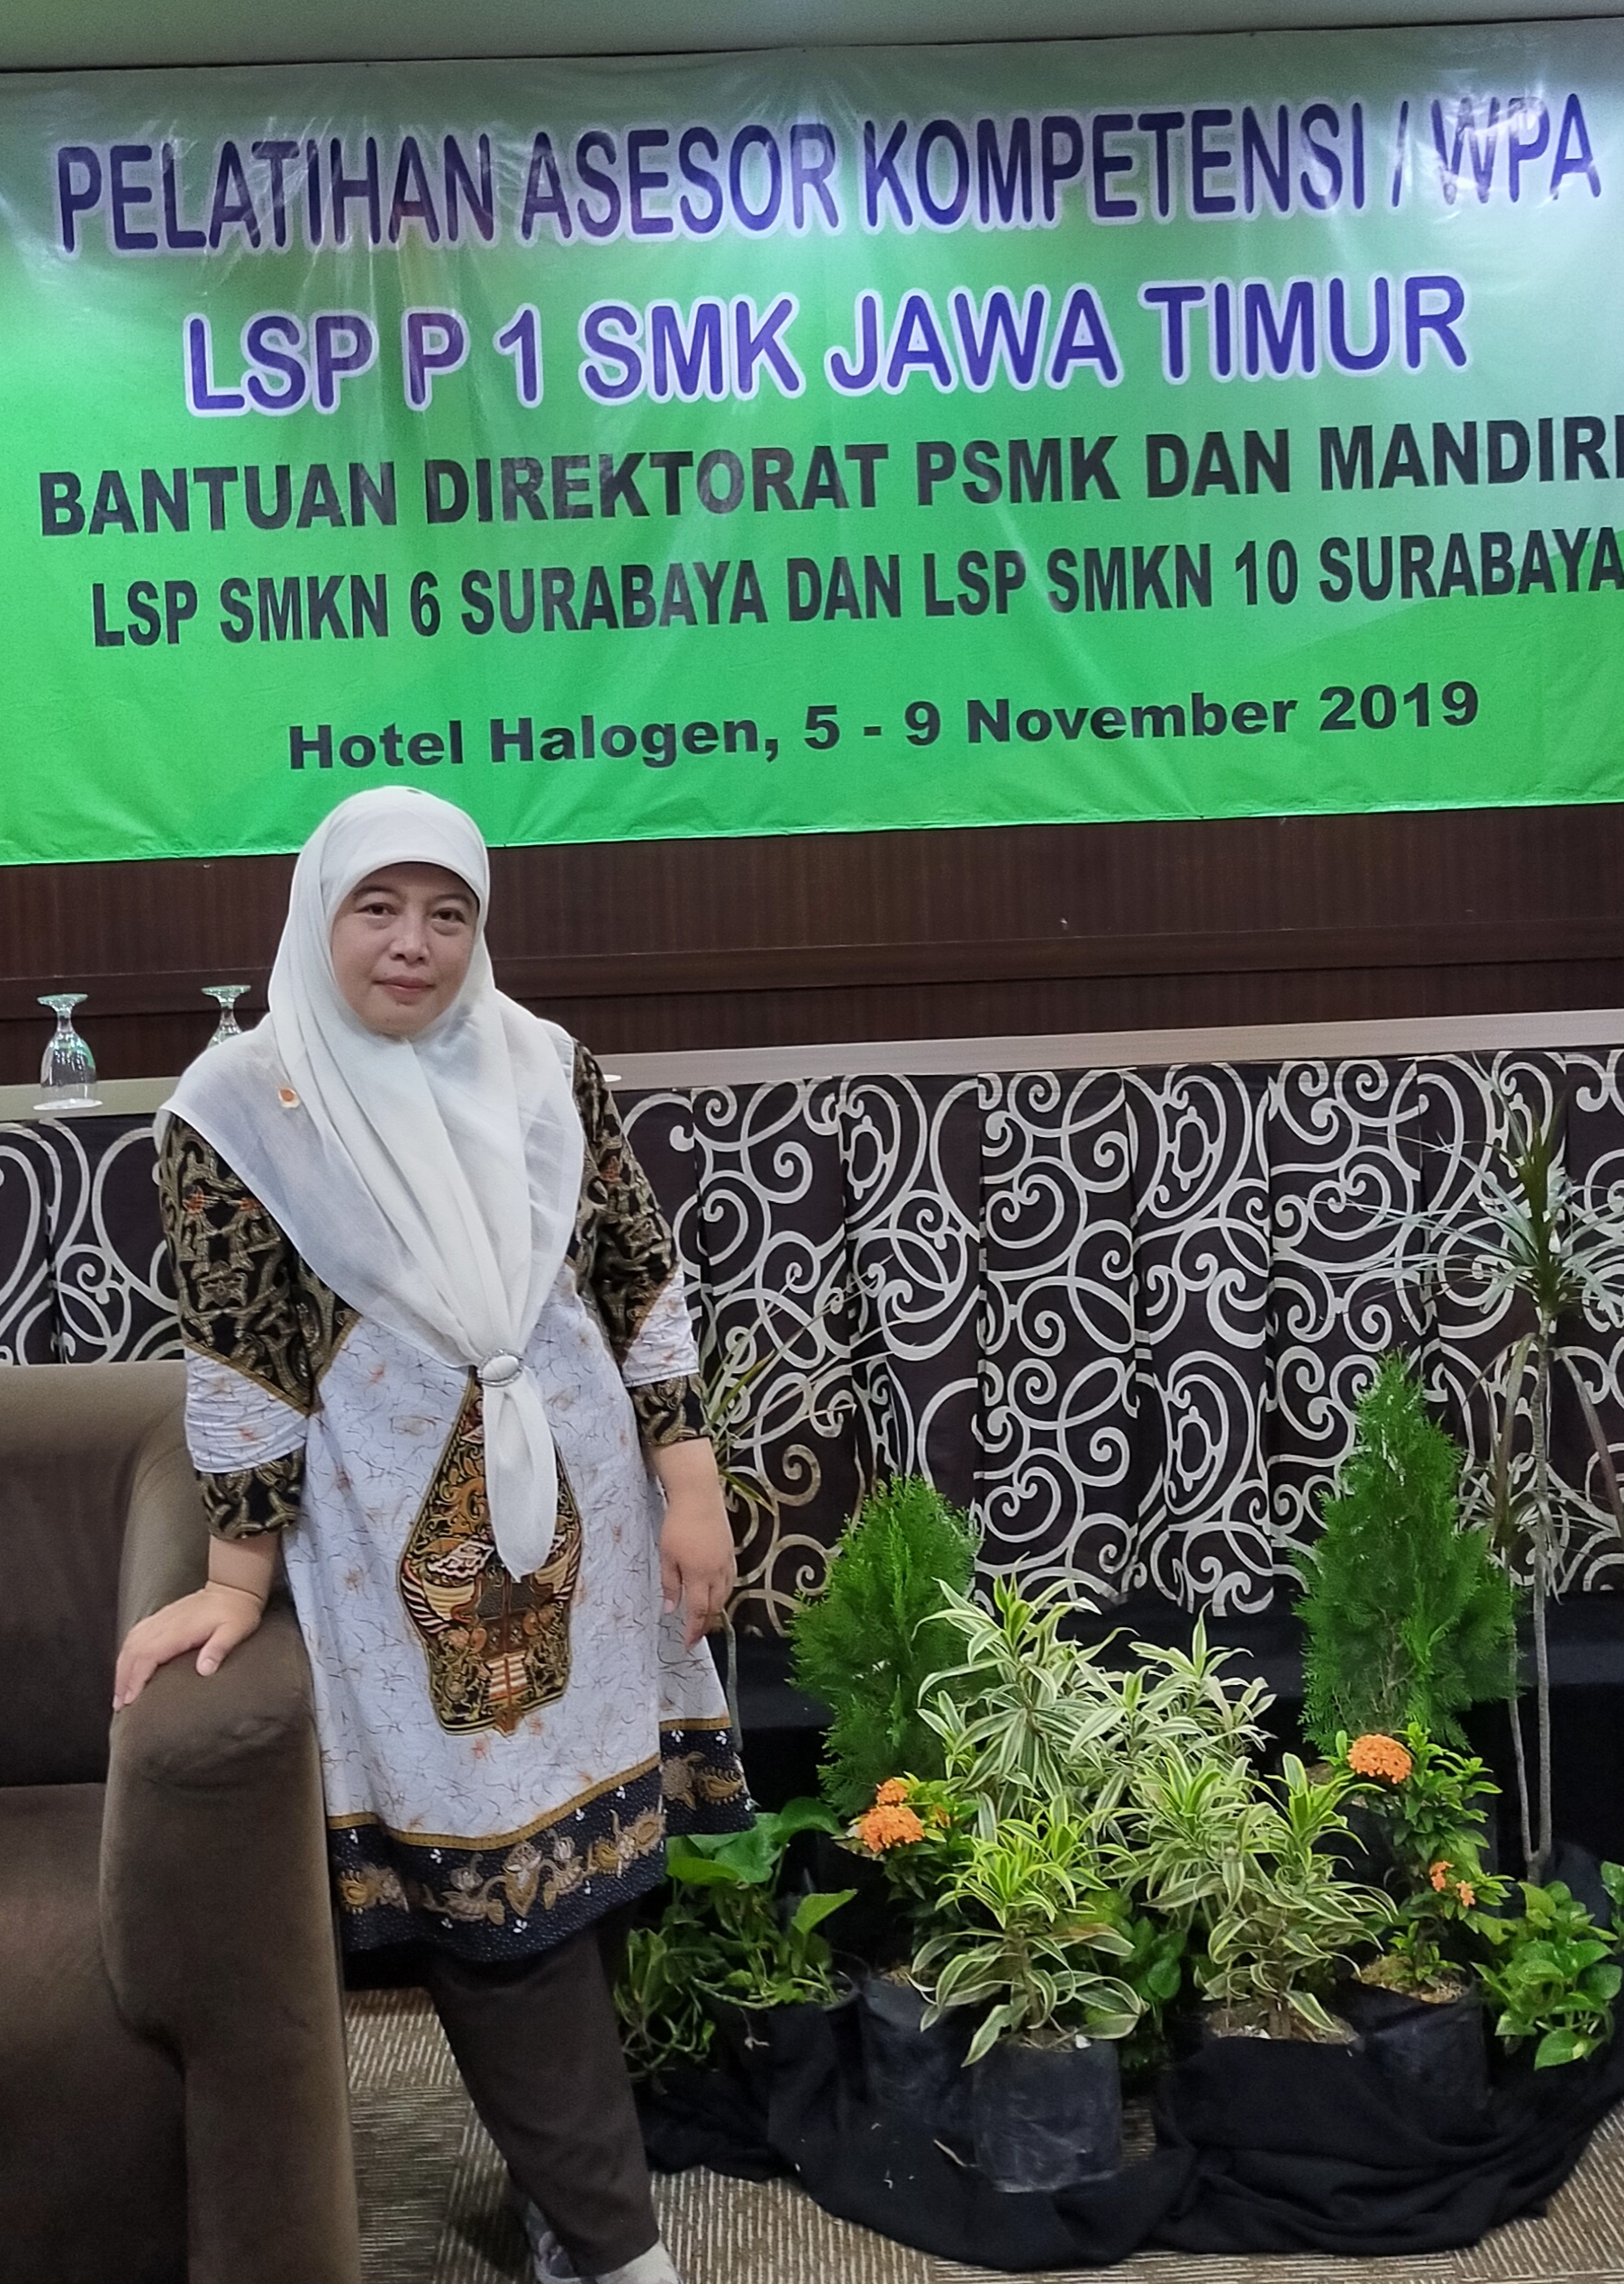 PELATIHAN ASESOR KOMPETENSI / WPA
LSP P 1 SMK JAWA TIMUR
BANTUAN DIREKTORAT PSMK DAN MANDIRI
LSP SMKN 6 SURABAYA DAN LSP SMKN 10 SURABAYA
Hotel Halogen, 5 - 9 November 2019